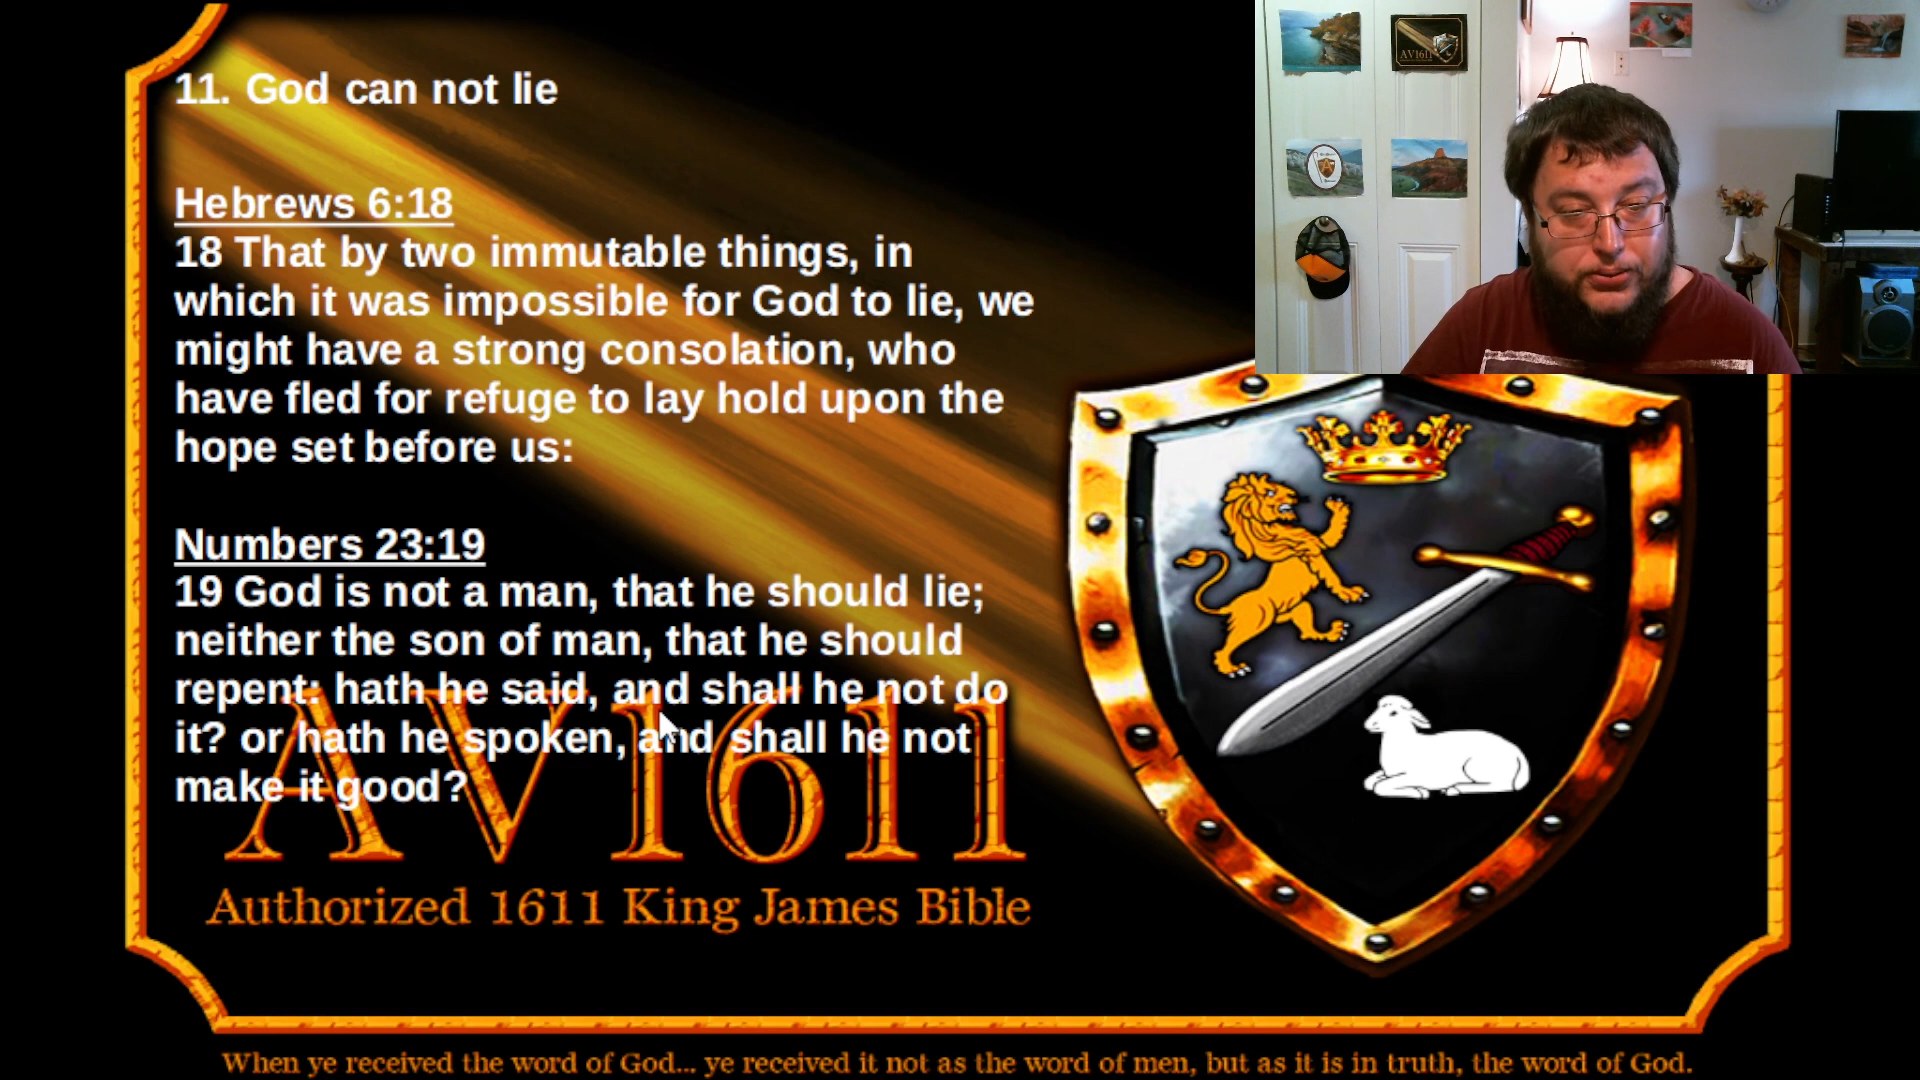 11. God can not lie
Hebrews 6:18
18 That by two immutable things, in
which it was impossible for God to lie, we
might have a strong consolation, who
have fled for refuge to lay hold upon the
hope set before us:
Numbers 23:19
19 God is not a man, that he should lie;
neither the son of man, that he should
repent: hath he said, and shall he not do
it? or hath he spoken, and shall he not
make it good?
AV1611
Authorized 1611 King James Bible
When ye received the word of God... ye received it not as the word of men, but as it is in truth, the word of God.
AV1611